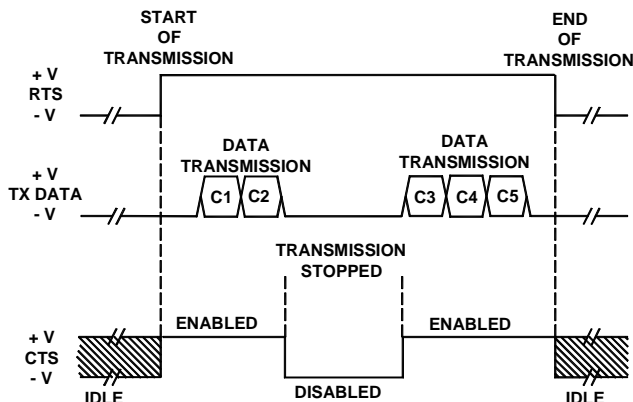 START
OF
TRANSMISSION
END
OF
TRANSMISSION
+ V
RTS
- V
DATA
TRANSMISSION
DATA
TRANSMISSION
+ V
TX DATA
- V
C1 C2 C3 C4 C5
TRANSMISSION
STOPPED
+ V
CTS
- V
ENABLED
ENABLED
DISABLED
IDLE
IDLE